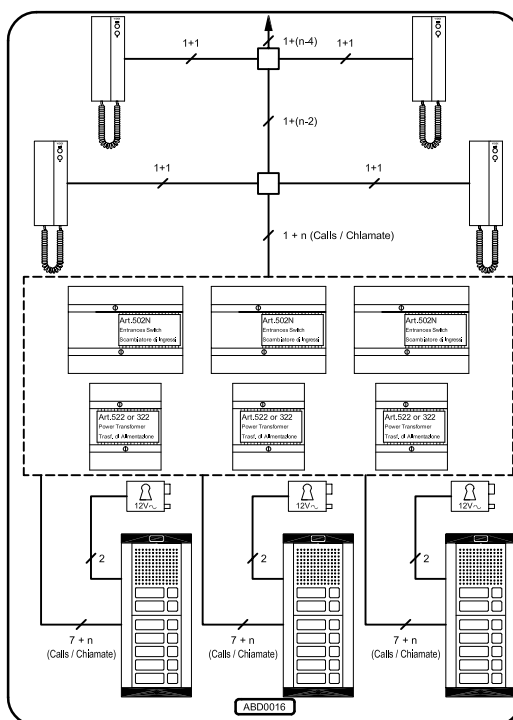 1+1
1+(n-4)
1+1
1+(n-2)
1+1
1+1
1 + n (Calls / Chiamate)
Art.502N
Entrances Switch
Scambiatore di Ingressi
Art.502N
Entrances Switch
Scambiatore di Ingressi
Art.502N
Entrances Switch
Scambiatore di Ingressi
Art.522 or 322
Power Transformer
Trasf. di Alimentazione
Art.522 or 322
Power Transformer
Trasf. di Alimentazione
Art.522 or 322
Power Transformer
Trasf. di Alimentazione
12V~
12V~
12V~
2
2
2
7 + n
(Calls / Chiamate)
7 + n
(Calls / Chiamate)
7 + n
(Calls / Chiamate)
ABD0016